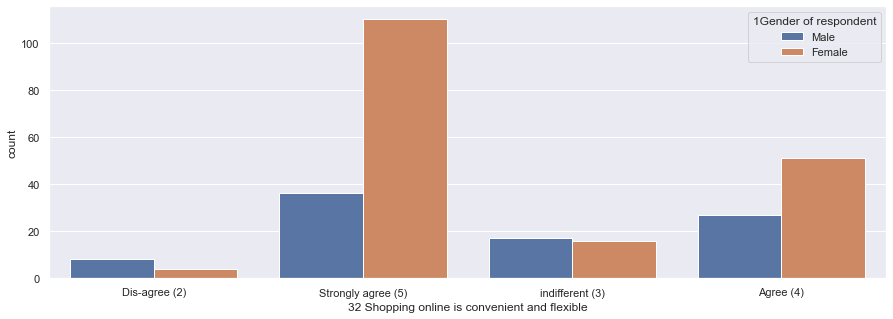 1Gender of respondent
Male
Female
count
100
80
60
40
20
0
Dis-agree (2)
Strongly agree (5)
indifferent (3)
Agree (4)
32 Shopping online is convenient and flexible